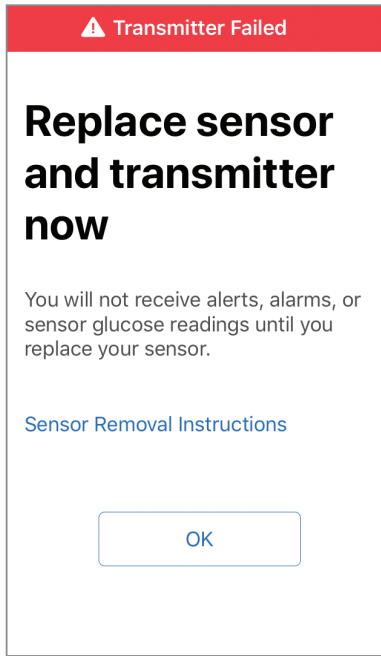 Transmitter Failed
Replace sensor
and transmitter
now
You will not receive alerts, alarms, or
sensor glucose readings until you
replace your sensor.
Sensor Removal Instructions
OK